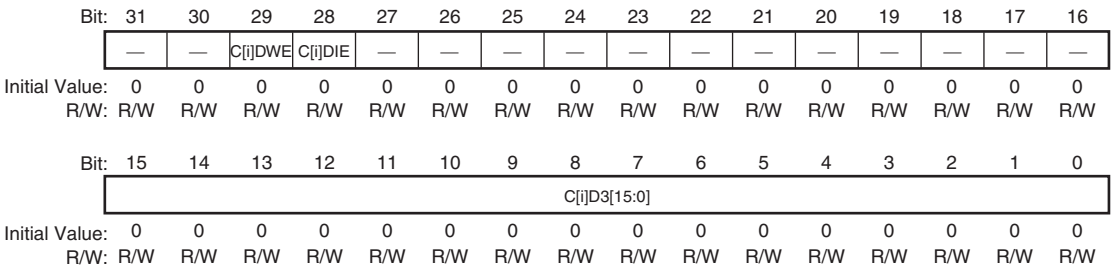 Bit: 31 30 29 28 27 26 25 24 23 22 21 20 19 18 17 16
— — C[i]DWE C[i]DIE — — — — — — — — — — — —
Initial Value: 0 0 0 0 0 0 0 0 0 0 0 0 0 0 0 0
R/W: R/W R/W R/W R/W R/W R/W R/W R/W R/W R/W R/W R/W R/W R/W R/W R/W
Bit: 15 14 13 12 11 10 9 8 7 6 5 4 3 2 1 0
C[i]D3[15:0]
Initial Value: 0 0 0 0 0 0 0 0 0 0 0 0 0 0 0 0
R/W: R/W R/W R/W R/W R/W R/W R/W R/W R/W R/W R/W R/W R/W R/W R/W R/W